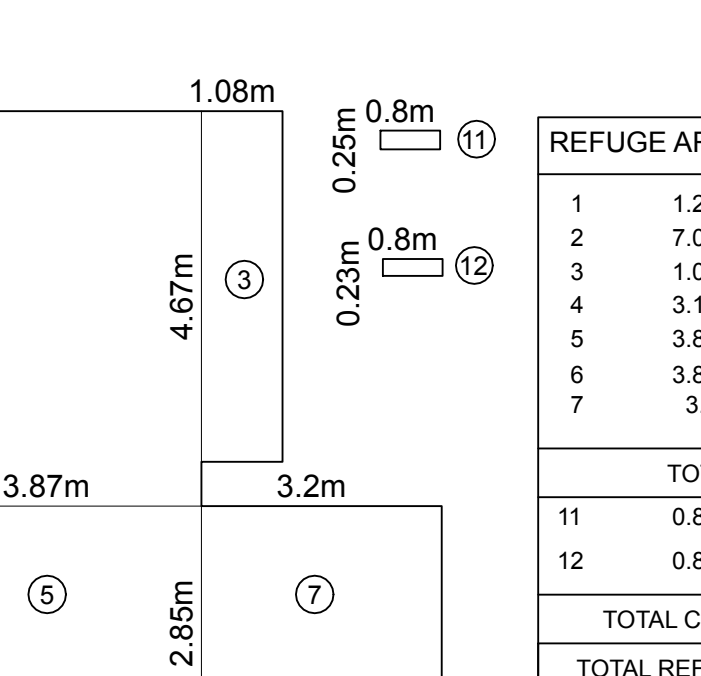 1.08m
0.8m
0.25m
11
0.8m
0.23m
12
4.67m
3
3.87m
3.2m
5
2.85m
7
REFUGE AR
1 1.2
2 7.0
3 1.0
4 3.1
5 3.8
6 3.8
7 3.
TO
11 0.8
12 0.8
TOTAL C
TOTAL REF